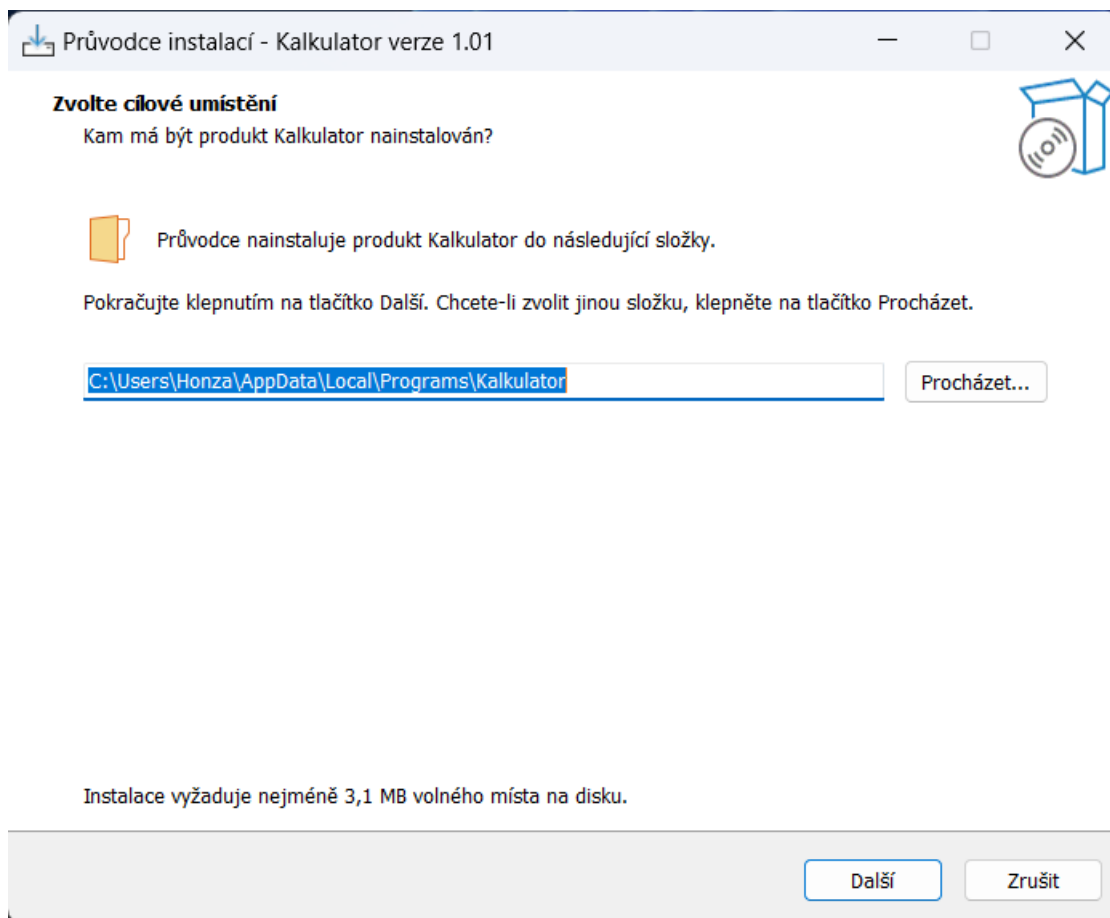 Průvodce instalací - Kalkulator verze 1.01
Zvolte cílové umístění
Kam má být produkt Kalkulator nainstalován?
Průvodce nainstaluje produkt Kalkulator do následující složky.
Pokračujte klepnutím na tlačítko Další. Chcete-li zvolit jinou složku, klepněte na tlačítko Procházet.
C:\Users\Honza\AppData\Local\Programs\Kalkulator
Procházet...
Instalace vyžaduje nejméně 3,1 MB volného místa na disku.
Další
Zrušit